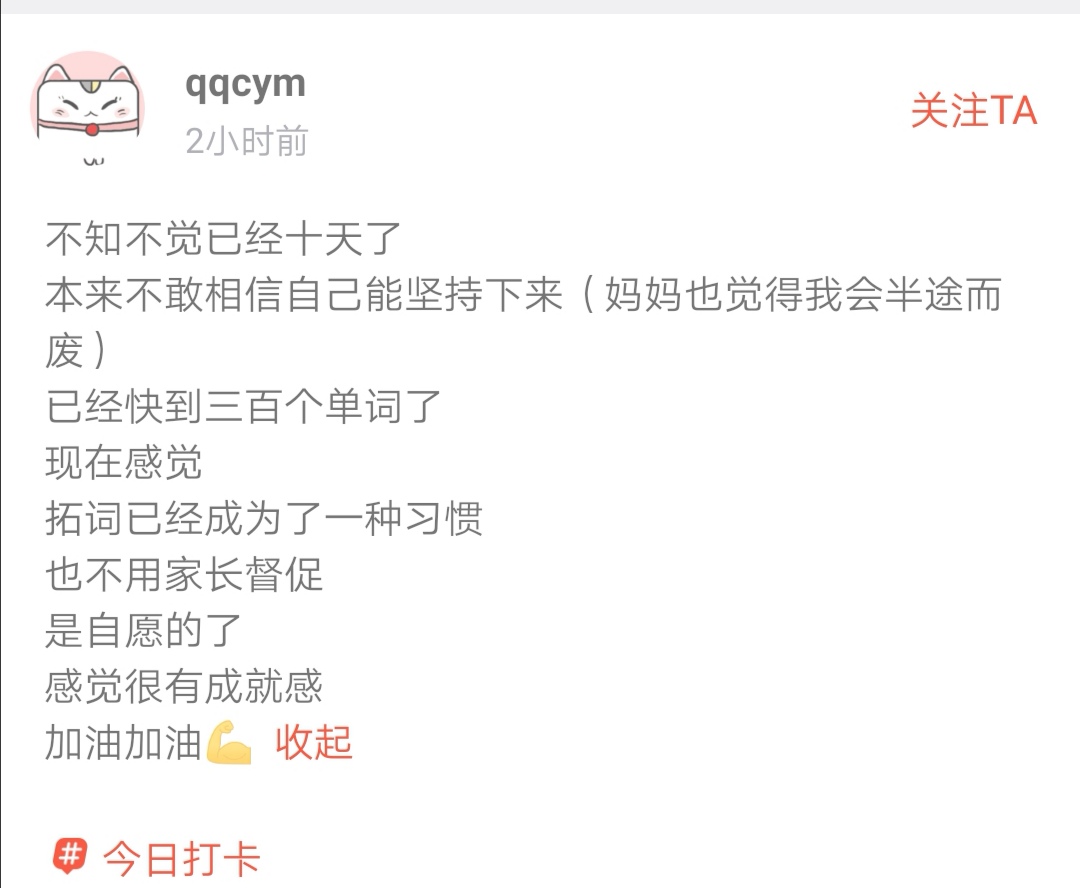 qqcym
关注TA
2小时前
不知不觉已经十天了
本来不敢相信自己能坚持下来（妈妈也觉得我会半途而
废）
已经快到三百个单词了
现在感觉
拓词已经成为了一种习惯
也不用家长督促
是自愿的了
感觉很有成就感
加油加油💪 收起
# 今日打卡